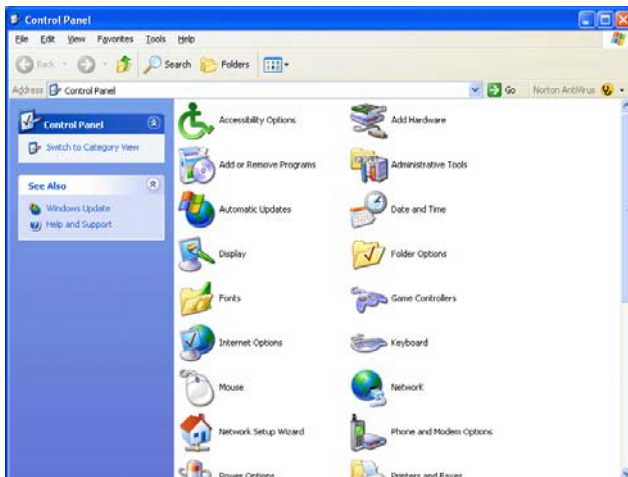 Control Panel
File Edit View Favorites Tools Help
Back Search Folders
Address Control Panel Go Norton AntiVirus
Control Panel
Switch to Category View
See Also
Windows Update
Help and Support
Accessibility Options Add Hardware
Add or Remove Programs Administrative Tools
Automatic Updates Date and Time
Display Folder Options
Fonts Game Controllers
Internet Options Keyboard
Mouse Network
Network Setup Wizard Phone and Modem Options
Power Options Printers and Faxes